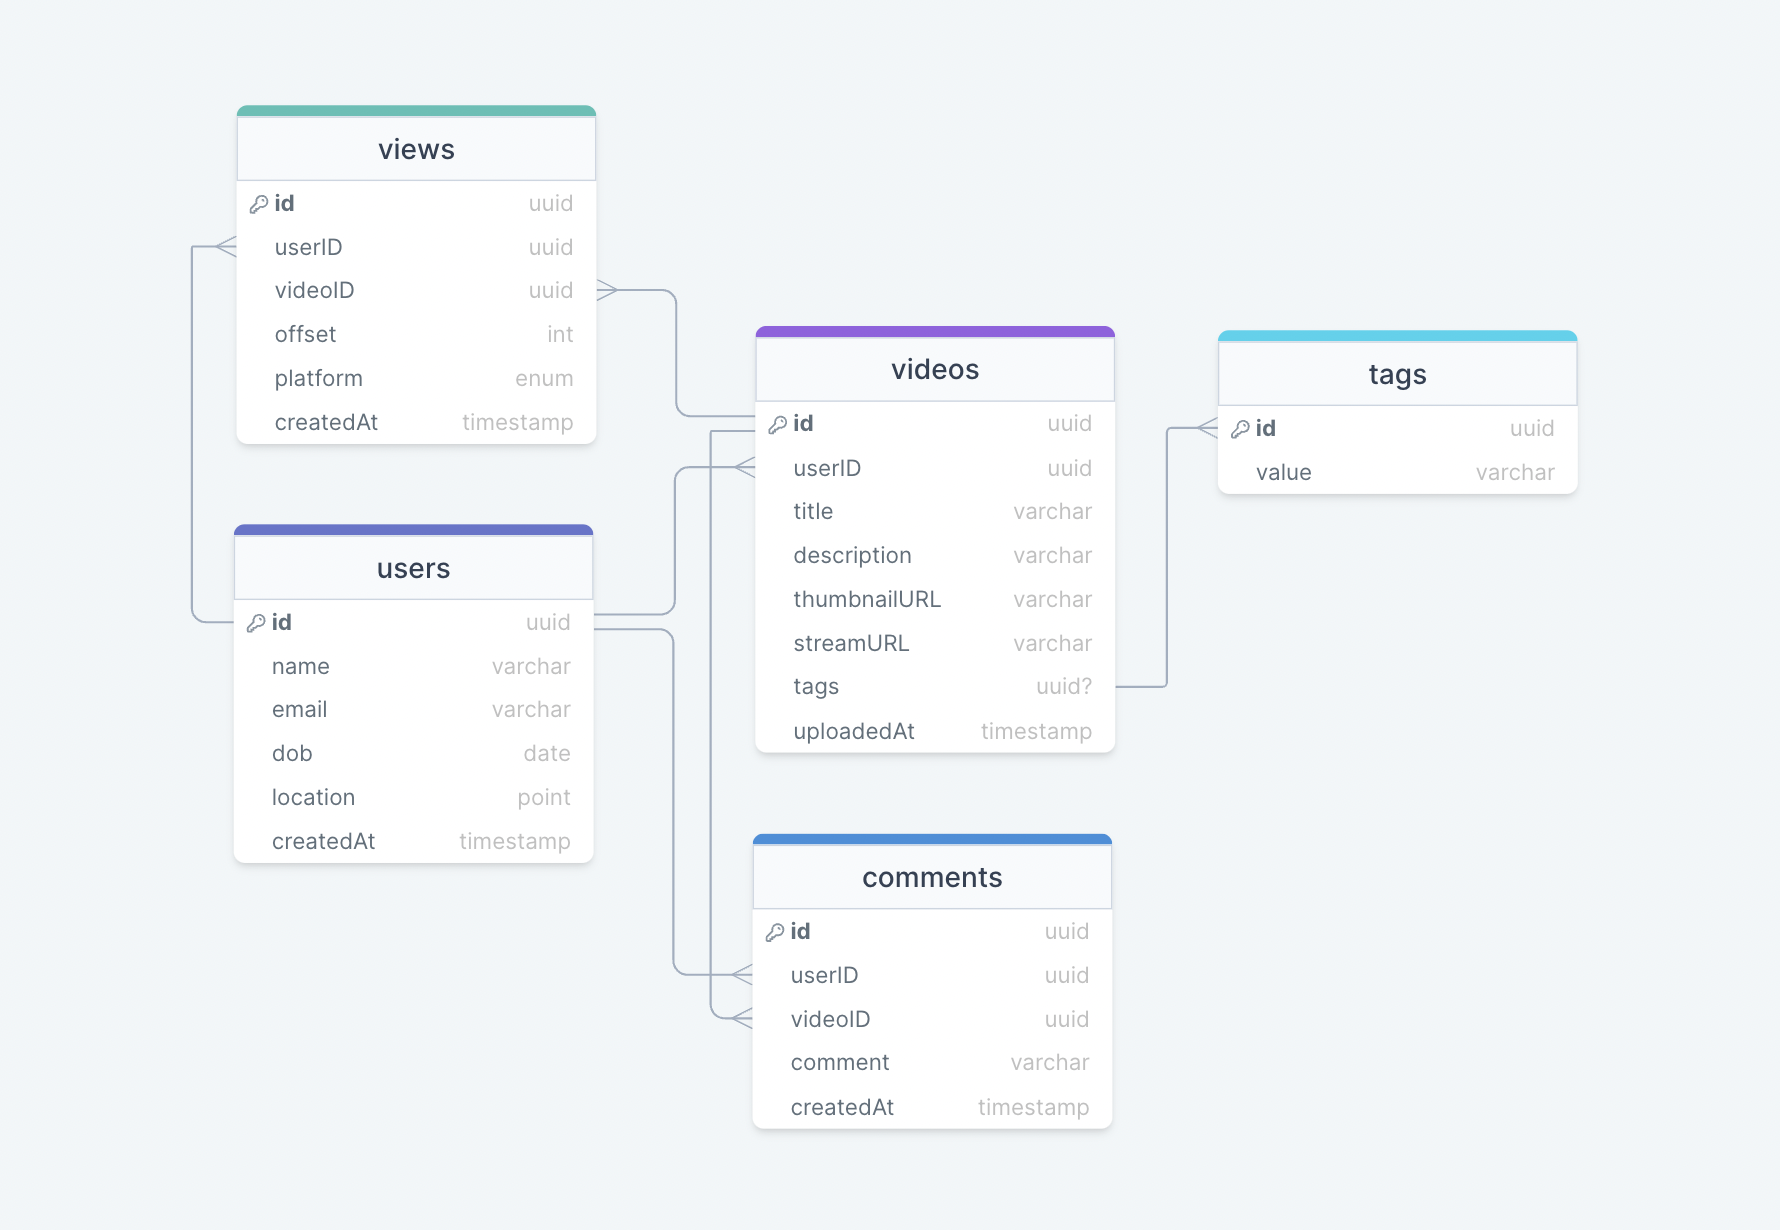 views
id uuid
userID uuid
videoID uuid
offset int
platform enum
createdAt timestamp
users
id uuid
name varchar
email varchar
dob date
location point
createdAt timestamp
videos
id uuid
userID uuid
title varchar
description varchar
thumbnailURL varchar
streamURL varchar
tags uuid?
uploadedAt timestamp
tags
id uuid
value varchar
comments
id uuid
userID uuid
videoID uuid
comment varchar
createdAt timestamp